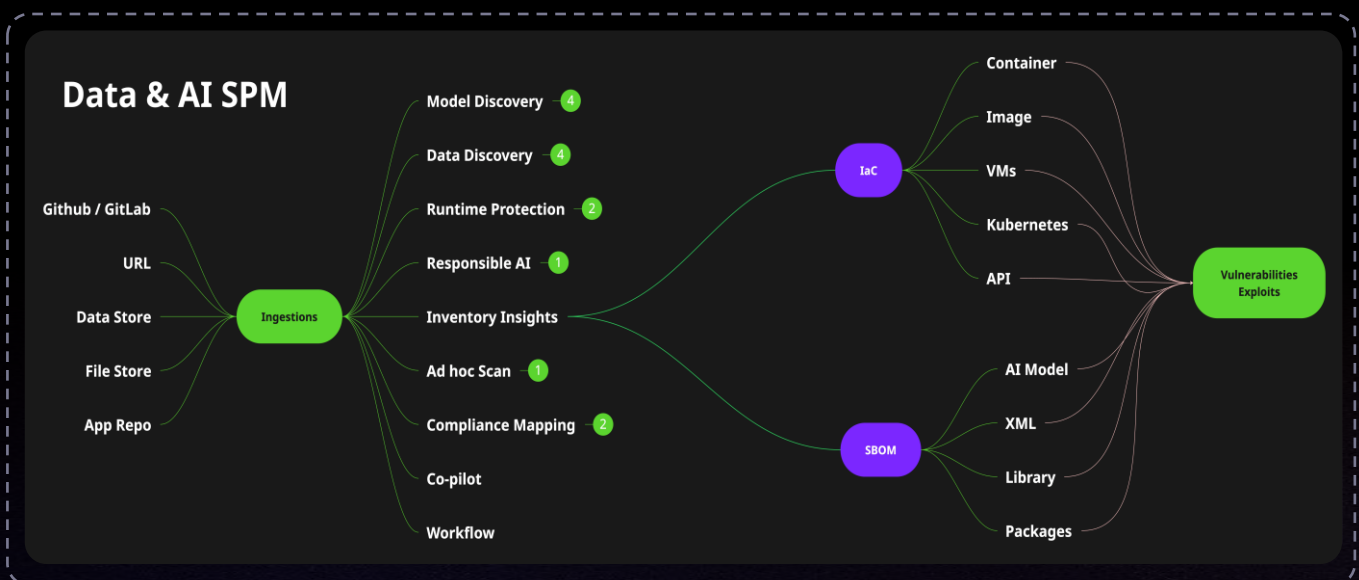 Data & AI SPM
Github / GitLab
URL
Data Store
File Store
App Repo
Ingestions
Model Discovery 4
Data Discovery 4
Runtime Protection 2
Responsible AI 1
Inventory Insights
Ad hoc Scan 1
Compliance Mapping 2
Co-pilot
Workflow
IaC
Container
Image
VMs
Kubernetes
API
SBOM
AI Model
XML
Library
Packages
Vulnerabilities
Exploits